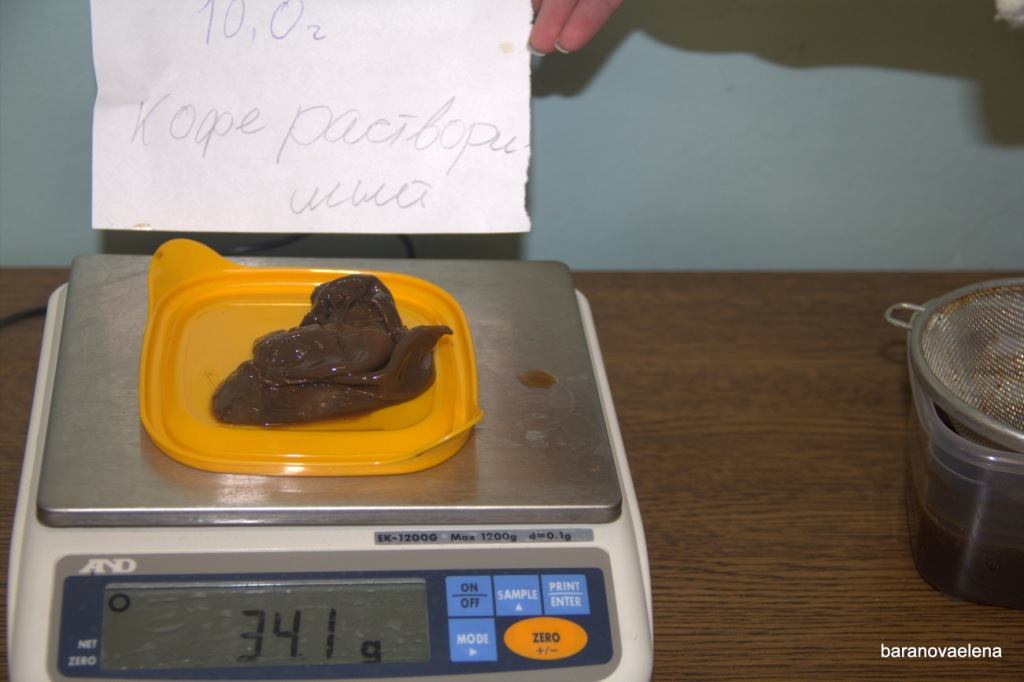 10,0г
Кофе раствори
мый
EK-1200G Max 1200g d=0.1g
AND
ON
OFF
SAMPLE
PRINT
ENTER
NET
ZERO
34.1 g
MODE
ZERO
+/-
baranovaelena